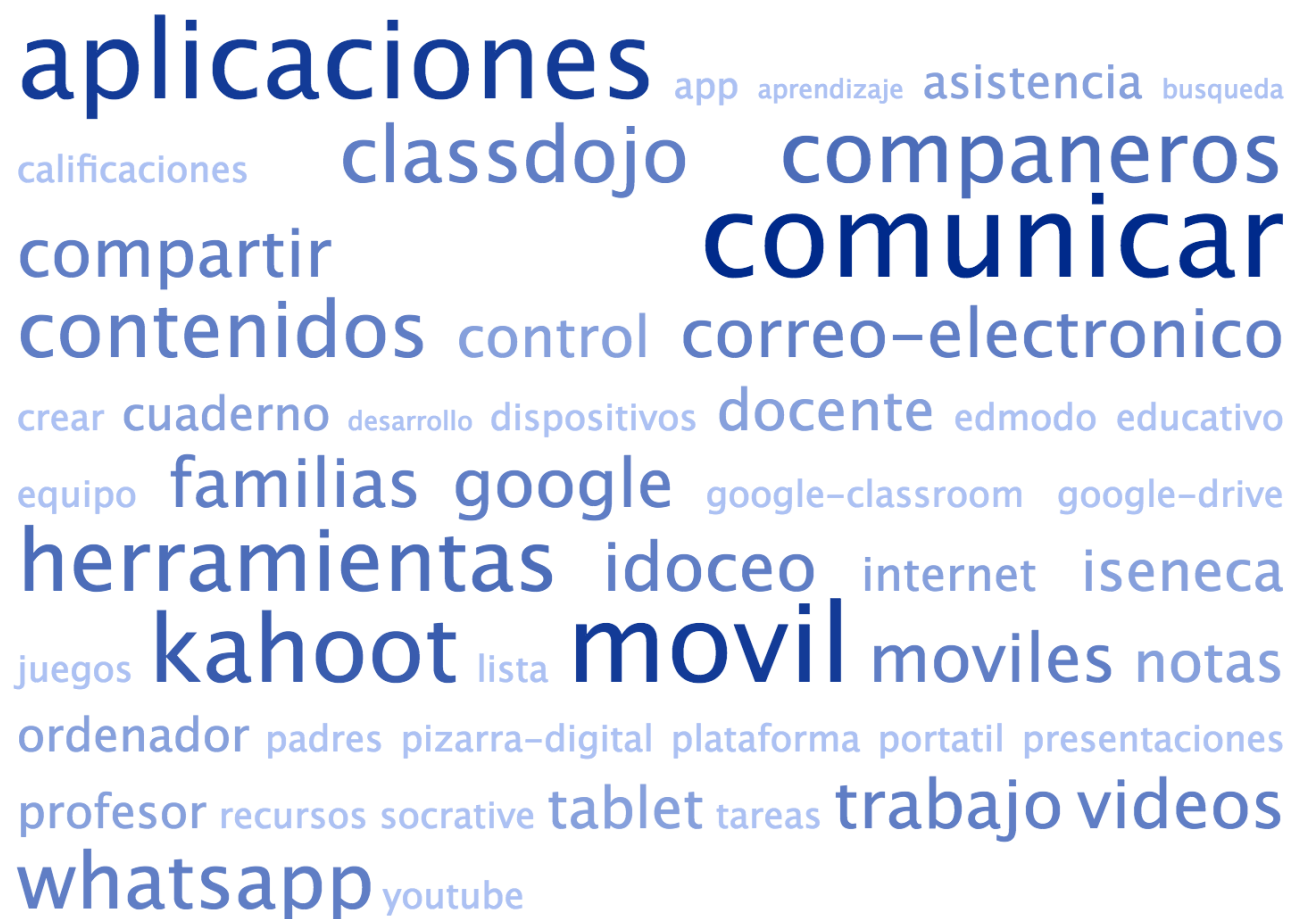 aplicaciones app aprendizaje asistencia busqueda
calificaciones classdojo companeros
compartir comunicar
contenidos control correo-electronico
crear cuaderno desarrollo dispositivos docente edmodo educativo
equipo familias google google-classroom google-drive
herramientas idoceo internet iseneca
juegos kahoot lista movil moviles notas
ordenador padres pizarra-digital plataforma portatil presentaciones
profesor recursos socrative tablet tareas trabajo videos
whatsapp youtube